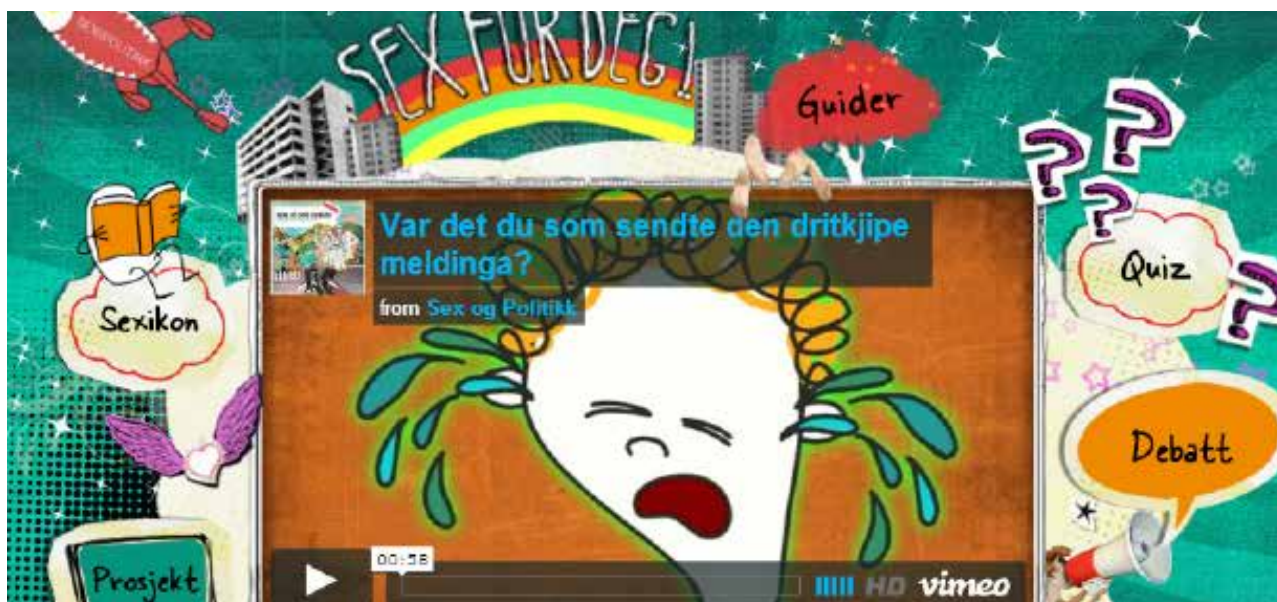 SEX FOR DEG!
Guider
Var det du som sendte den dritkjipe
meldinga?
from Sex og Politikk
Sexikon
Quiz
Debatt
Prosjekt
00:58
HD vimeo